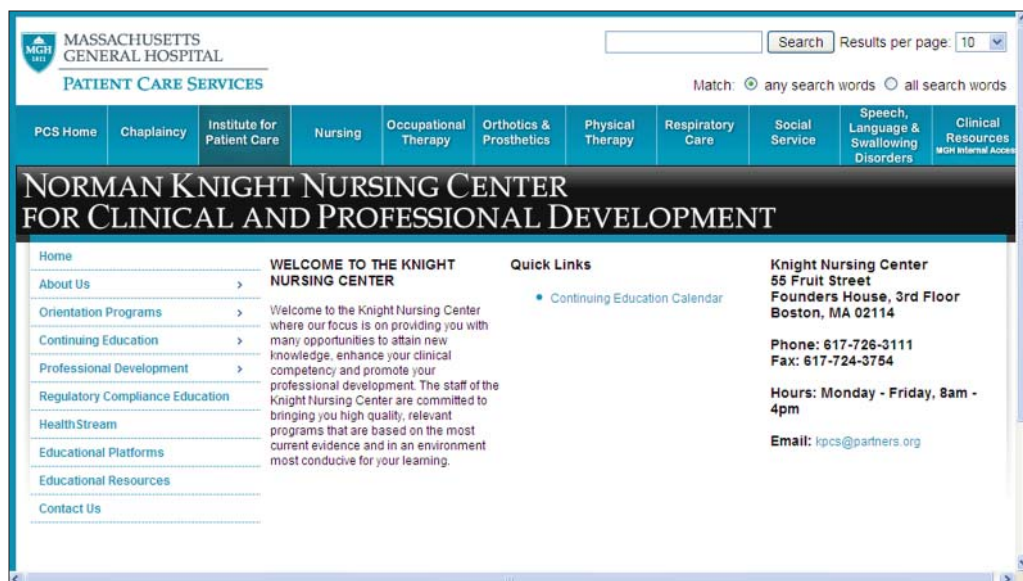 MGH
1811
MASSACHUSETTS
GENERAL HOSPITAL
PATIENT CARE SERVICES
Search Results per page: 10
Match: any search words all search words
PCS Home
Chaplaincy
Institute for
Patient Care
Nursing
Occupational
Therapy
Orthotics &
Prosthetics
Physical
Therapy
Respiratory
Care
Social
Service
Speech,
Language &
Swallowing
Disorders
Clinical
Resources
MGH Internal Acces
NORMAN KNIGHT NURSING CENTER
FOR CLINICAL AND PROFESSIONAL DEVELOPMENT
Home
About Us >
Orientation Programs >
Continuing Education >
Professional Development >
Regulatory Compliance Education
HealthStream
Educational Platforms
Educational Resources
Contact Us
WELCOME TO THE KNIGHT
NURSING CENTER
Welcome to the Knight Nursing Center
where our focus is on providing you with
many opportunities to attain new
knowledge, enhance your clinical
competency and promote your
professional development. The staff of the
Knight Nursing Center are committed to
bringing you high quality, relevant
programs that are based on the most
current evidence and in an environment
most conducive for your learning.
Quick Links
• Continuing Education Calendar
Knight Nursing Center
55 Fruit Street
Founders House, 3rd Floor
Boston, MA 02114
Phone: 617-726-3111
Fax: 617-724-3754
Hours: Monday - Friday, 8am -
4pm
Email: kpcs@partners.org